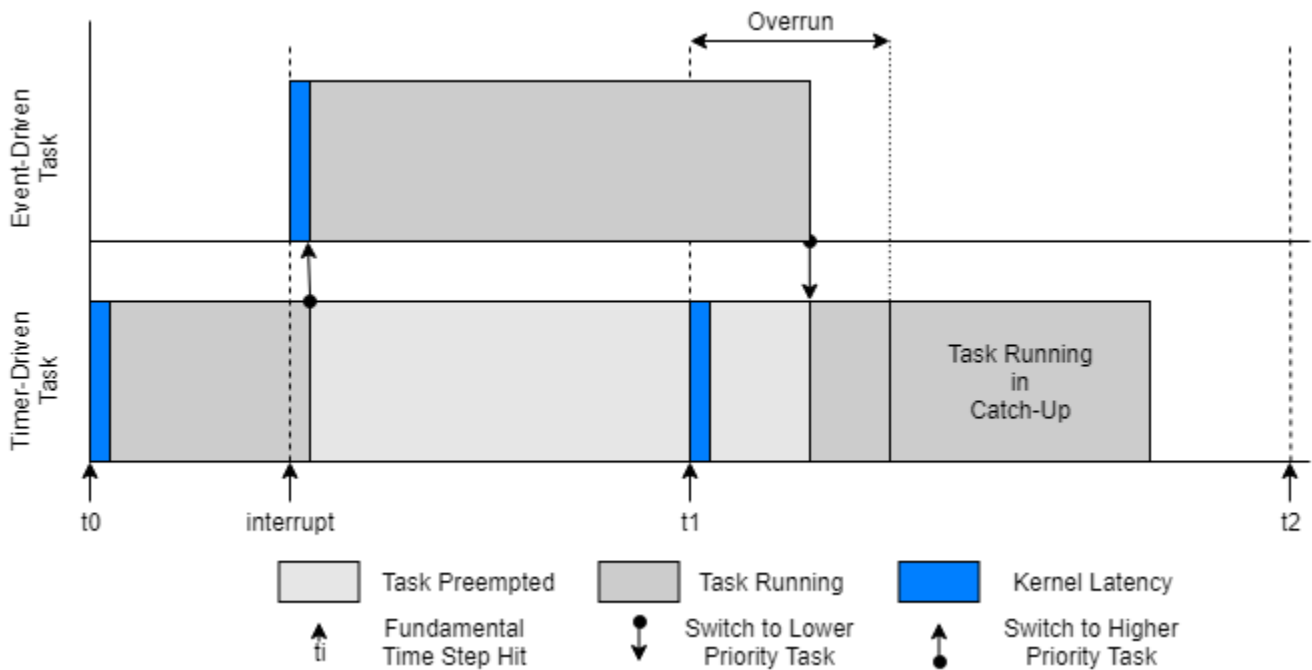 Overrun
Event-Driven
Task
Timer-Driven
Task
Task Running
in
Catch-Up
t0
interrupt
t1
t2
Task Preempted
Task Running
Kernel Latency
ti
Fundamental
Time Step Hit
Switch to Lower
Priority Task
Switch to Higher
Priority Task